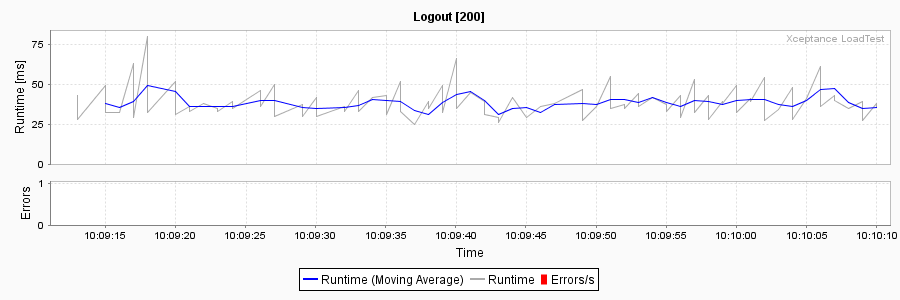 Logout [200]
Xceptance LoadTest
Runtime [ms]
75
50
25
0
Errors
1
0
10:09:15 10:09:20 10:09:25 10:09:30 10:09:35 10:09:40 10:09:45 10:09:50 10:09:55 10:10:00 10:10:05 10:10:10
Time
Runtime (Moving Average) Runtime Errors/s